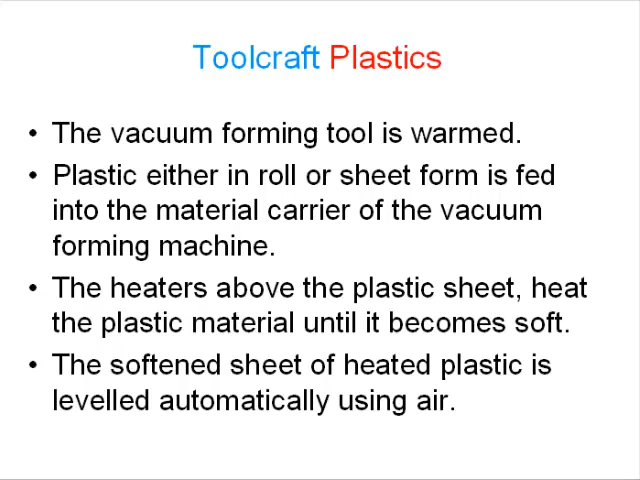 Toolcraft Plastics
• The vacuum forming tool is warmed.
• Plastic either in roll or sheet form is fed
into the material carrier of the vacuum
forming machine.
• The heaters above the plastic sheet, heat
the plastic material until it becomes soft.
• The softened sheet of heated plastic is
levelled automatically using air.